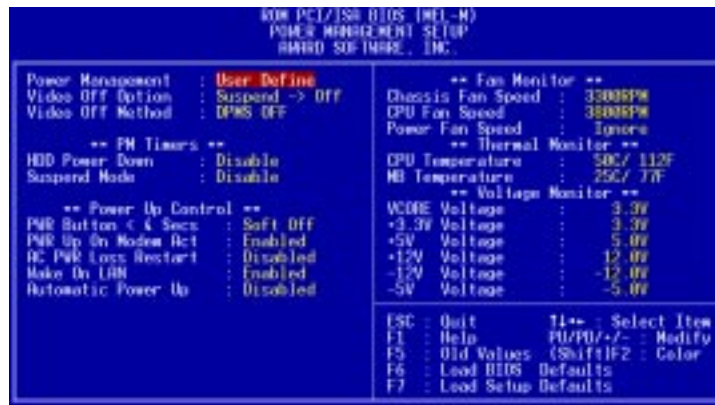 ROM PCI/ISA BIOS (MEL-M)
POWER MANAGEMENT SETUP
AWARD SOFTWARE, INC.
Power Management : User Define
Video Off Option : Suspend -> Off
Video Off Method : DPMS OFF
** PM Timers **
HDD Power Down : Disable
Suspend Mode : Disable
** Power Up Control **
PWR Button < 4 Secs : Soft Off
PWR Up On Modem Act : Enabled
AC PWR Loss Restart : Disabled
Wake On LAN : Enabled
Automatic Power Up : Disabled
** Fan Monitor **
Chassis Fan Speed : 3300RPM
CPU Fan Speed : 3800RPM
Power Fan Speed : Ignore
** Thermal Monitor **
CPU Temperature : 50C/ 112F
MB Temperature : 25C/ 77F
** Voltage Monitor **
VCORE Voltage : 3.3V
+3.3V Voltage : 3.3V
+5V Voltage : 5.0V
+12V Voltage : 12.0V
-12V Voltage : -12.0V
-5V Voltage : -5.0V
ESC : Quit ↑↓→← : Select Item
F1 : Help PU/PD/+/- : Modify
F5 : Old Values (Shift)F2 : Color
F6 : Load BIOS Defaults
F7 : Load Setup Defaults